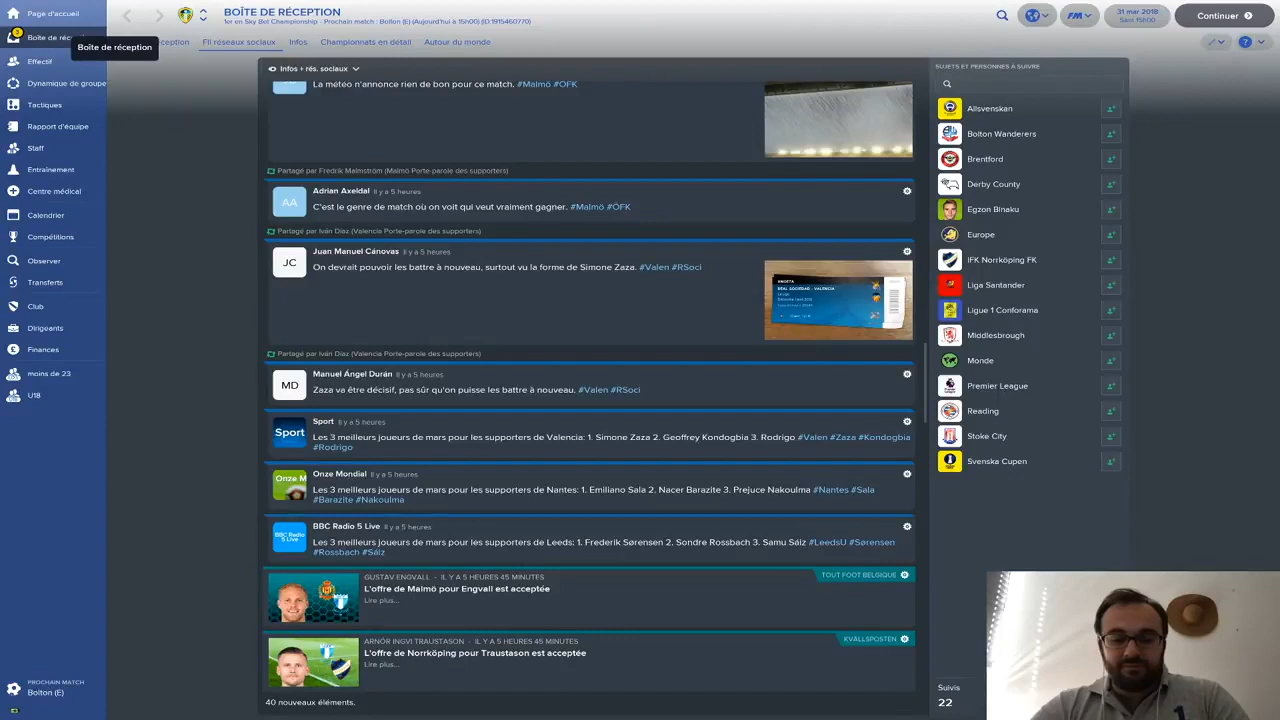 Page d'accueil
3
Boîte de réception
Effectif
Dynamique de groupe
Tactiques
Rapport d'équipe
Staff
Entraînement
Centre médical
Calendrier
Compétitions
Observer
Transferts
Club
Dirigeants
Finances
moins de 23
U18
PROCHAIN MATCH
Bolton (E)
BOÎTE DE RÉCEPTION
1er en Sky Bet Championship - Prochain match : Bolton (E) (Aujourd'hui à 15h00) (ID:1915460770)
FM
31 mar 2018
Sam 15h00
Continuer
?
eption
Fil réseaux sociaux
Infos
Championnats en détail
Autour du monde
Infos + rés. sociaux
La météo n'annonce rien de bon pour ce match. #Malmö #ÖFK
Partagé par Fredrik Malmström (Malmö Porte-parole des supporters)
AA
Adrian Axeldal Il y a 5 heures
C'est le genre de match où on voit qui veut vraiment gagner. #Malmö #ÖFK
Partagé par Iván Díaz (Valencia Porte-parole des supporters)
JC
Juan Manuel Cánovas Il y a 5 heures
On devrait pouvoir les battre à nouveau, surtout vu la forme de Simone Zaza. #Valen #RSoci
ANOETA
REAL SOCIEDAD - VALENCIA
Partagé par Iván Díaz (Valencia Porte-parole des supporters)
MD
Manuel Ángel Durán Il y a 5 heures
Zaza va être décisif, pas sûr qu'on puisse les battre à nouveau. #Valen #RSoci
Sport
Sport Il y a 5 heures
Les 3 meilleurs joueurs de mars pour les supporters de Valencia: 1. Simone Zaza 2. Geoffrey Kondogbia 3. Rodrigo #Valen #Zaza #Kondogbia
#Rodrigo
Onze M
Onze Mondial Il y a 5 heures
Les 3 meilleurs joueurs de mars pour les supporters de Nantes: 1. Emiliano Sala 2. Nacer Barazite 3. Prejuce Nakoulma #Nantes #Sala
#Barazite #Nakoulma
BBC Radio
5 Live
BBC Radio 5 Live Il y a 5 heures
Les 3 meilleurs joueurs de mars pour les supporters de Leeds: 1. Frederik Sørensen 2. Sondre Rossbach 3. Samu Sáiz #LeedsU #Sørensen
#Rossbach #Sáiz
GUSTAV ENGVALL - IL Y A 5 HEURES 45 MINUTES
TOUT FOOT BELGIQUE
L'offre de Malmö pour Engvall est acceptée
Lire plus...
ARNÓR INGVI TRAUSTASON - IL Y A 5 HEURES 45 MINUTES
KVÄLLSPOSTEN
L'offre de Norrköping pour Traustason est acceptée
Lire plus...
40 nouveaux éléments.
SUJETS ET PERSONNES À SUIVRE
Allsvenskan
Bolton Wanderers
Brentford
Derby County
Egzon Binaku
Europe
IFK Norrköping FK
Liga Santander
Ligue 1 Conforama
Middlesbrough
Monde
Premier League
Reading
Stoke City
Svenska Cupen
Suivis
22